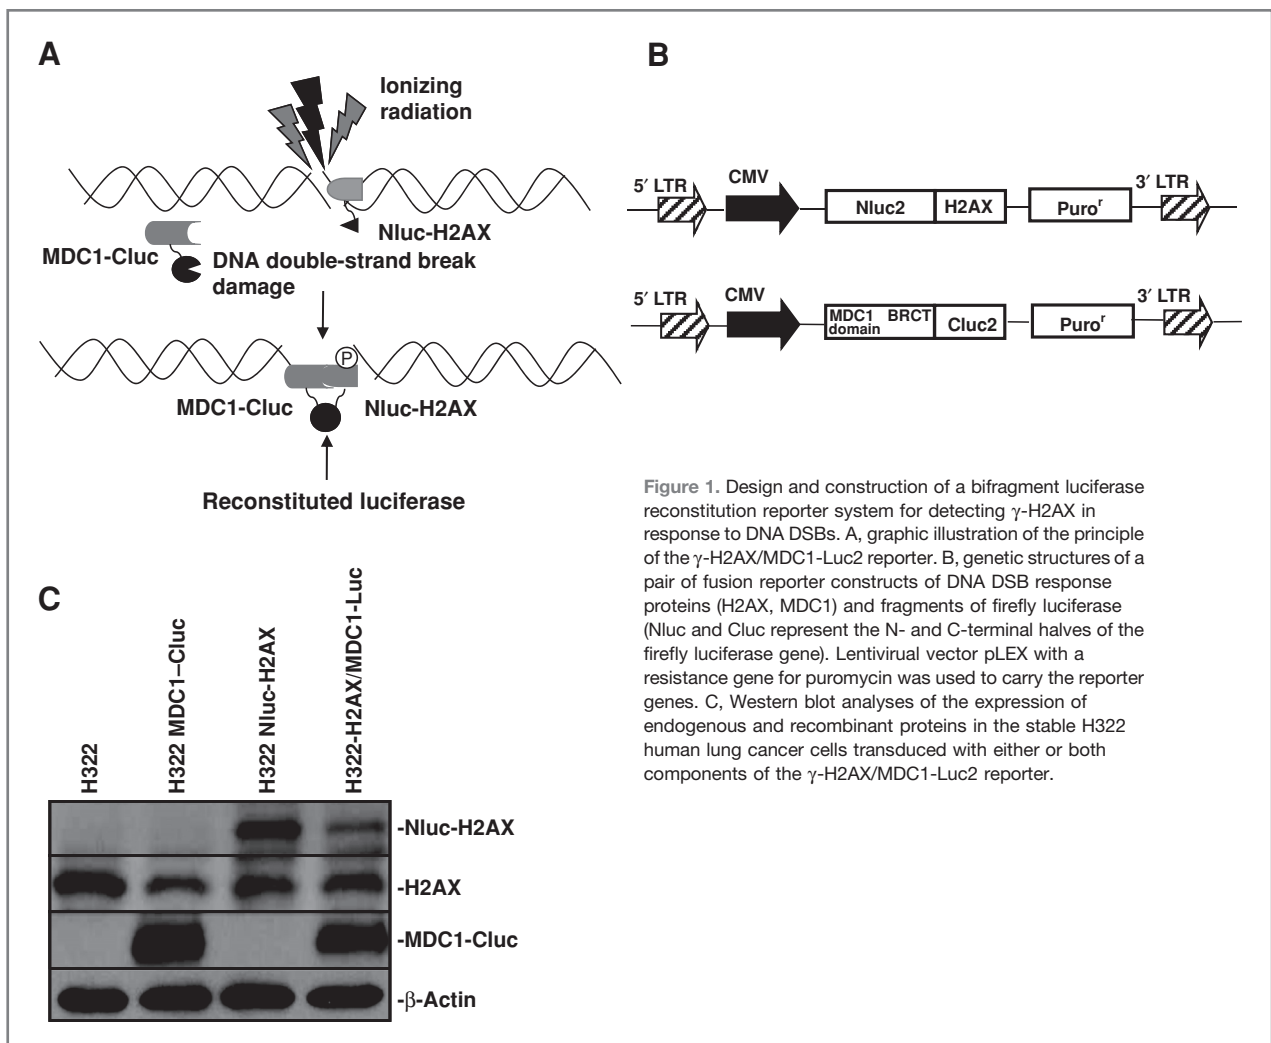 A
Ionizing
radiation
Nluc-H2AX
MDC1-Cluc
DNA double-strand break
damage
P
MDC1-Cluc
Nluc-H2AX
Reconstituted luciferase
B
5′ LTR
CMV
Nluc2
H2AX
Puroʳ
3′ LTR
5′ LTR
CMV
MDC1 BRCT
domain
Cluc2
Puroʳ
3′ LTR
Figure 1. Design and construction of a bifragment luciferase
reconstitution reporter system for detecting γ-H2AX in
response to DNA DSBs. A, graphic illustration of the principle
of the γ-H2AX/MDC1-Luc2 reporter. B, genetic structures of a
pair of fusion reporter constructs of DNA DSB response
proteins (H2AX, MDC1) and fragments of firefly luciferase
(Nluc and Cluc represent the N- and C-terminal halves of the
firefly luciferase gene). Lentivirual vector pLEX with a
resistance gene for puromycin was used to carry the reporter
genes. C, Western blot analyses of the expression of
endogenous and recombinant proteins in the stable H322
human lung cancer cells transduced with either or both
components of the γ-H2AX/MDC1-Luc2 reporter.
C
H322
H322 MDC1–Cluc
H322 Nluc-H2AX
H322-H2AX/MDC1-Luc
-Nluc-H2AX
-H2AX
-MDC1-Cluc
-β-Actin